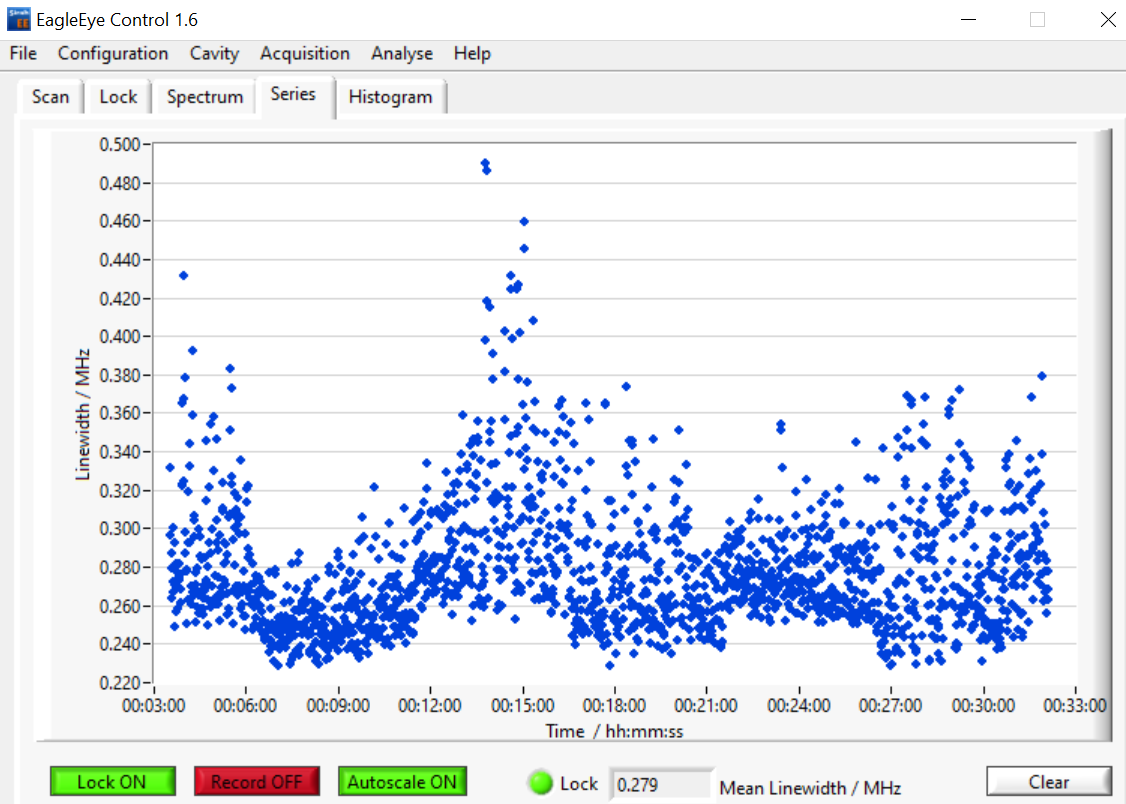 EagleEye Control 1.6
File Configuration Cavity Acquisition Analyse Help
Scan Lock Spectrum Series Histogram
0.500
0.480
0.460
0.440
0.420
0.400
0.380
0.360
0.340
0.320
0.300
0.280
0.260
0.240
0.220
Linewidth / MHz
00:03:00 00:06:00 00:09:00 00:12:00 00:15:00 00:18:00 00:21:00 00:24:00 00:27:00 00:30:00 00:33:00
Time / hh:mm:ss
Lock ON Record OFF Autoscale ON Lock 0.279 Mean Linewidth / MHz Clear